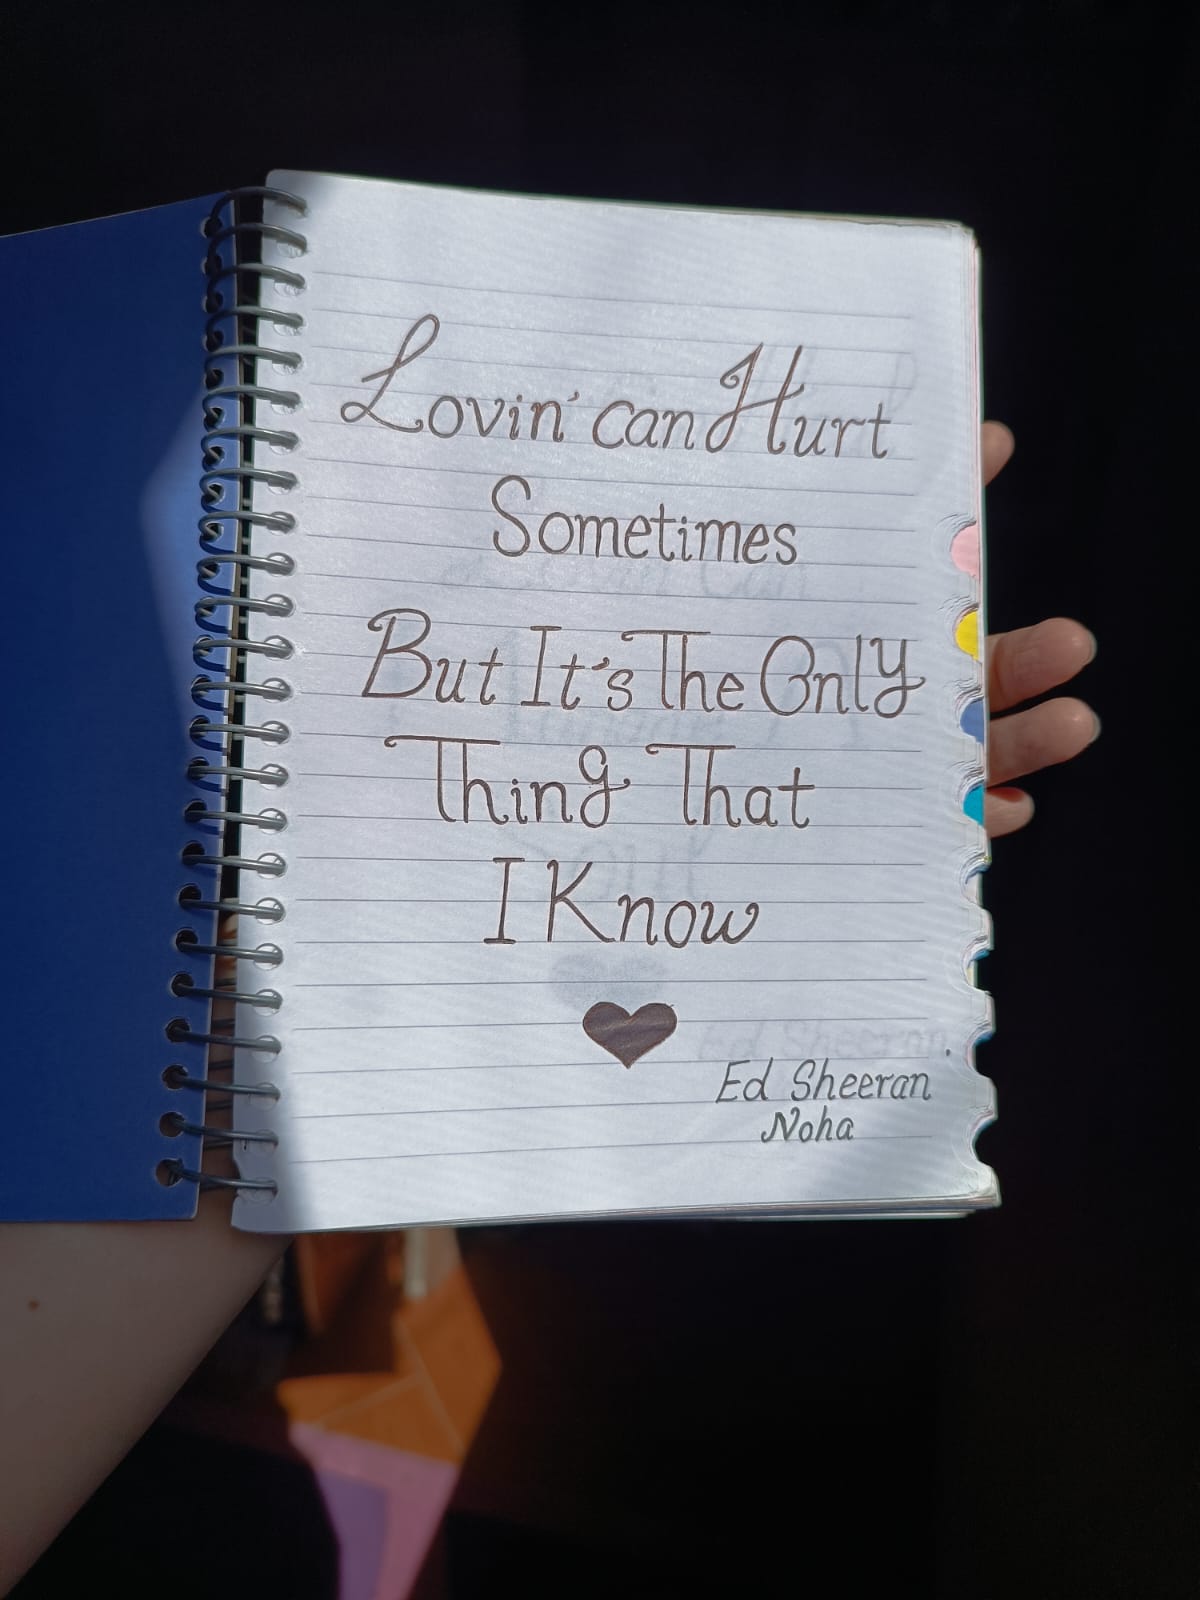 Lovin' can Hurt
Sometimes
But It's The Only
Thing That
I Know
Ed Sheeran
Noha